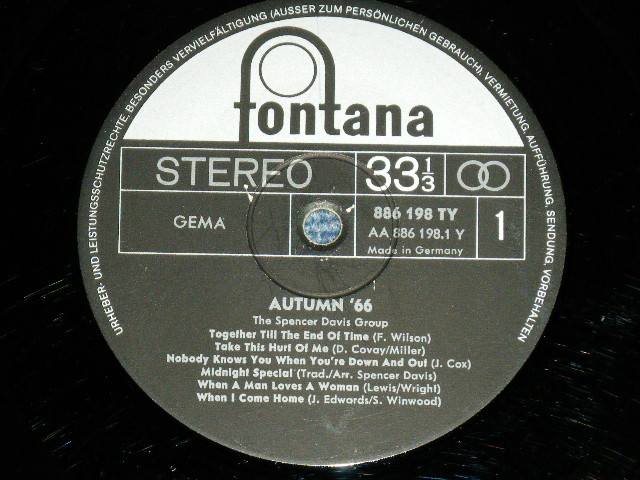 URHEBER- UND LEISTUNGSSCHUTZRECHTE, BESONDERS VERVIELFÄLTIGUNG (AUSSER ZUM PERSÖNLICHEN GEBRAUCH), VERMIETUNG, AUFFÜHRUNG, SENDUNG, VORBEHALTEN
fontana
STEREO 33 1/3
GEMA 886 198 TY 1
AA 886 198.1 Y
Made in Germany
AUTUMN '66
The Spencer Davis Group
Together Till The End Of Time (F. Wilson)
Take This Hurt Of Me (D. Covay/Miller)
Nobody Knows You When You're Down And Out (J. Cox)
Midnight Special (Trad./Arr. Spencer Davis)
When A Man Loves A Woman (Lewis/Wright)
When I Come Home (J. Edwards/S. Winwood)